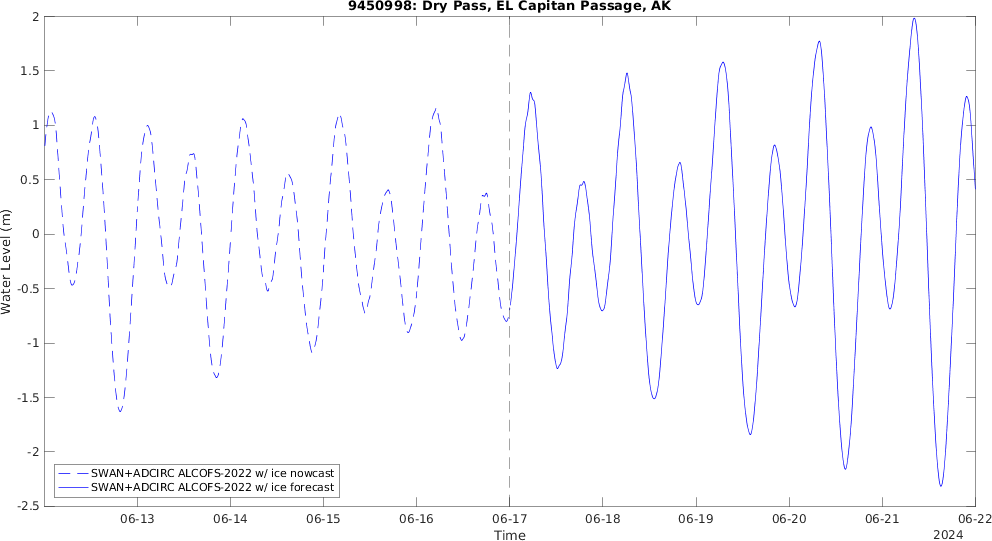 9450998: Dry Pass, EL Capitan Passage, AK
2
1.5
1
0.5
0
-0.5
-1
-1.5
-2
-2.5
Water Level (m)
SWAN+ADCIRC ALCOFS-2022 w/ ice nowcast
SWAN+ADCIRC ALCOFS-2022 w/ ice forecast
06-13 06-14 06-15 06-16 06-17 06-18 06-19 06-20 06-21 06-22
Time
2024